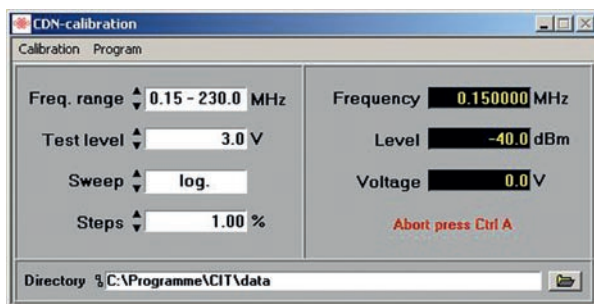 CDN-calibration
Calibration Program
Freq. range 0.15 - 230.0 MHz
Test level 3.0 V
Sweep log.
Steps 1.00 %
Frequency 0.150000 MHz
Level -40.0 dBm
Voltage 0.0 V
Abort press Ctrl A
Directory C:\Programme\CIT\data